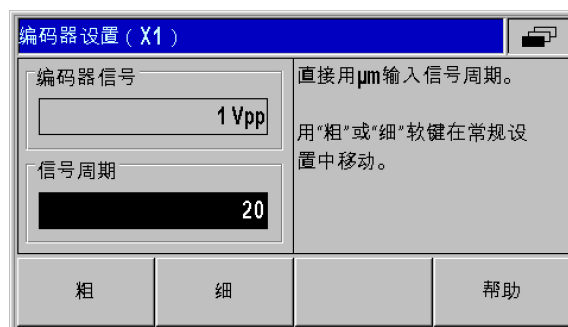 编码器设置（X1）
编码器信号
1 Vpp
信号周期
20
直接用µm输入信号周期。
用“粗”或“细”软键在常规设
置中移动。
粗
细
帮助